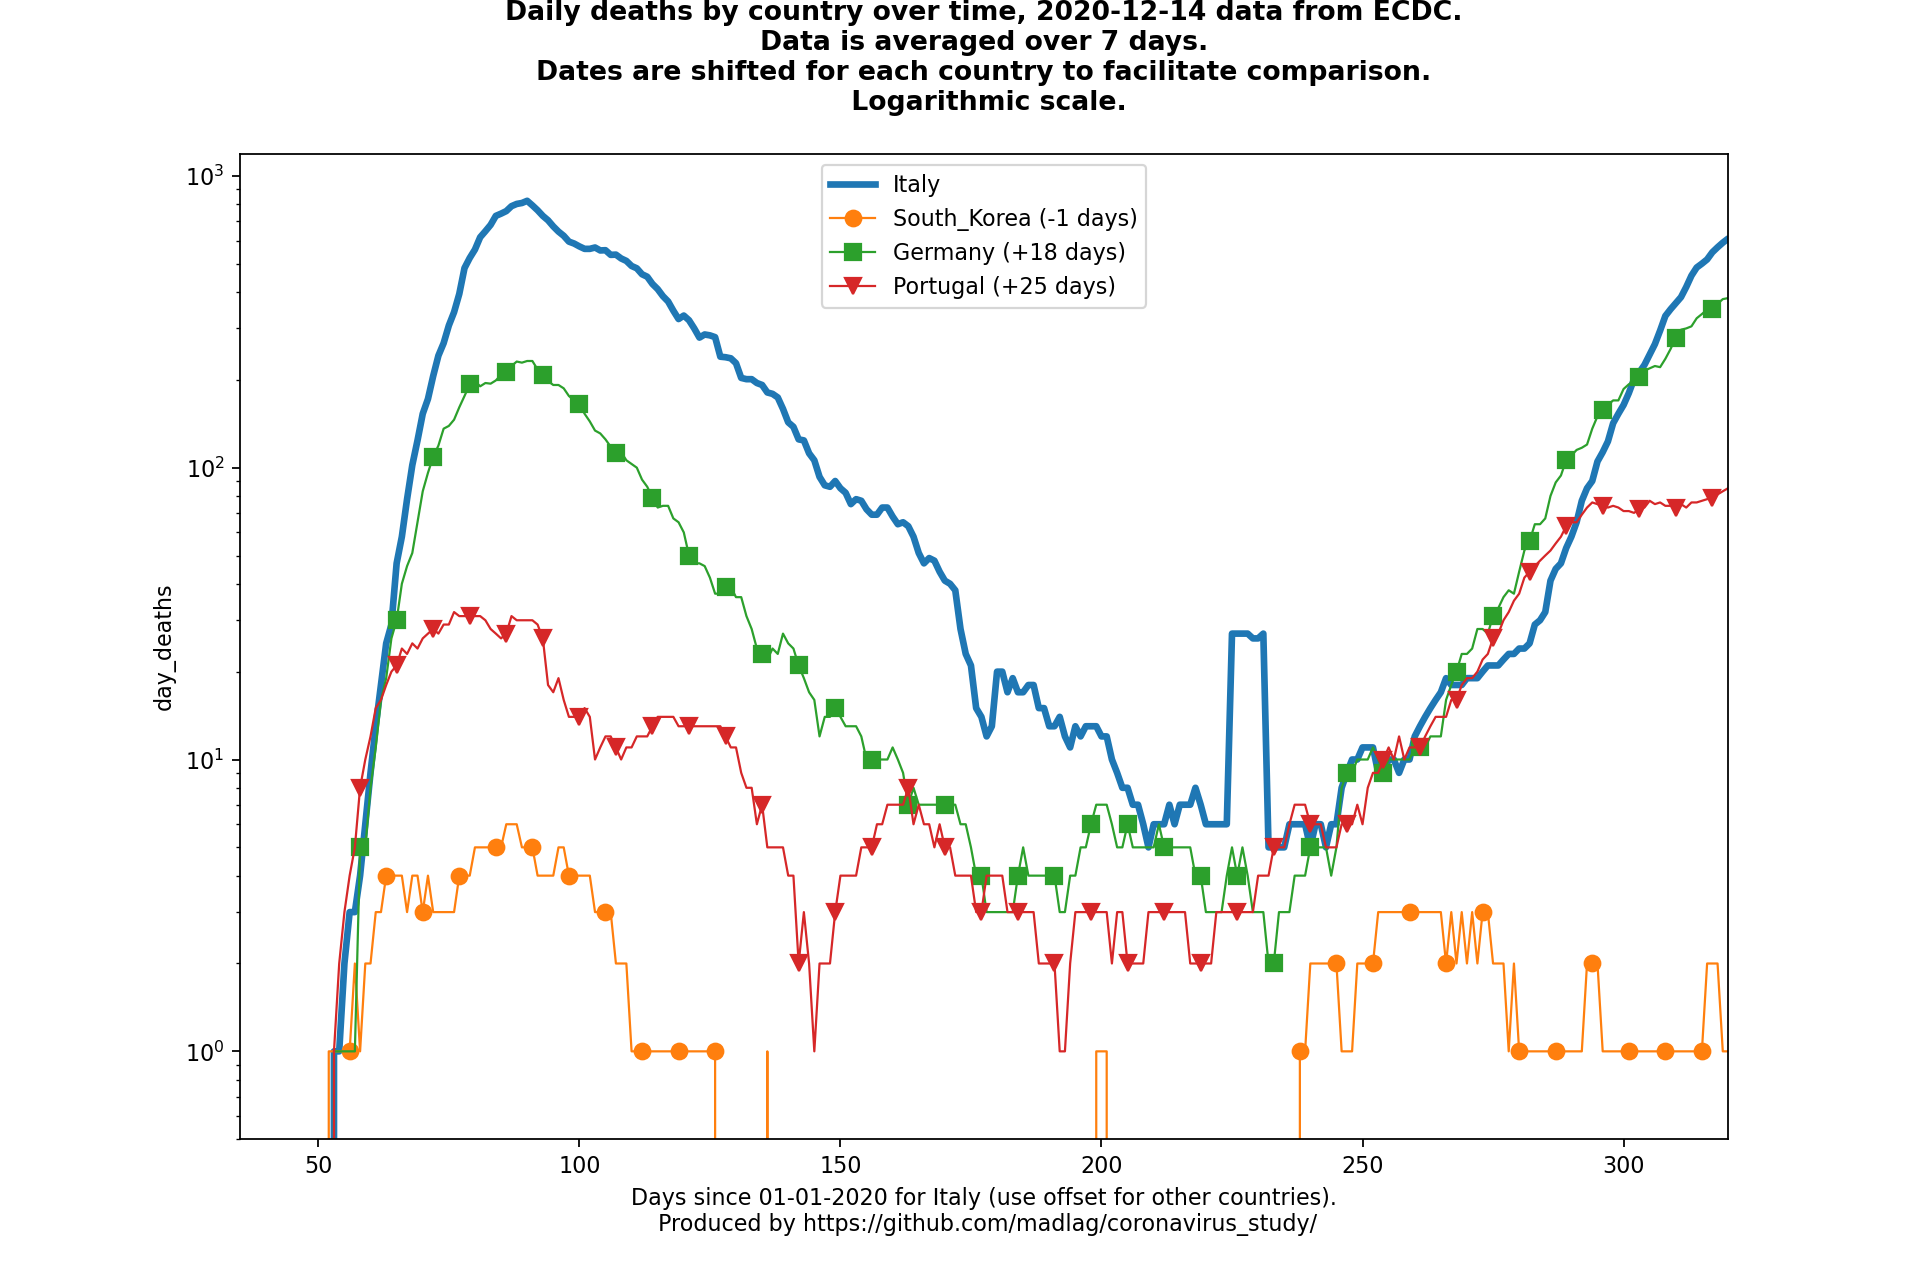 Daily deaths by country over time, 2020-12-14 data from ECDC.
Data is averaged over 7 days.
Dates are shifted for each country to facilitate comparison.
Logarithmic scale.
10³
Italy
South_Korea (-1 days)
Germany (+18 days)
Portugal (+25 days)
10²
day_deaths
10¹
10⁰
50 100 150 200 250 300
Days since 01-01-2020 for Italy (use offset for other countries).
Produced by https://github.com/madlag/coronavirus_study/